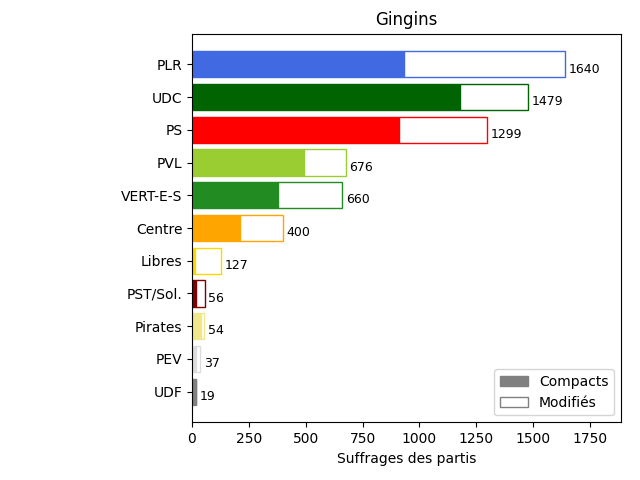 Gingins
PLR 1640
UDC 1479
PS 1299
PVL 676
VERT-E-S 660
Centre 400
Libres 127
PST/Sol. 56
Pirates 54
PEV 37
UDF 19
Compacts
Modifiés
0 250 500 750 1000 1250 1500 1750
Suffrages des partis